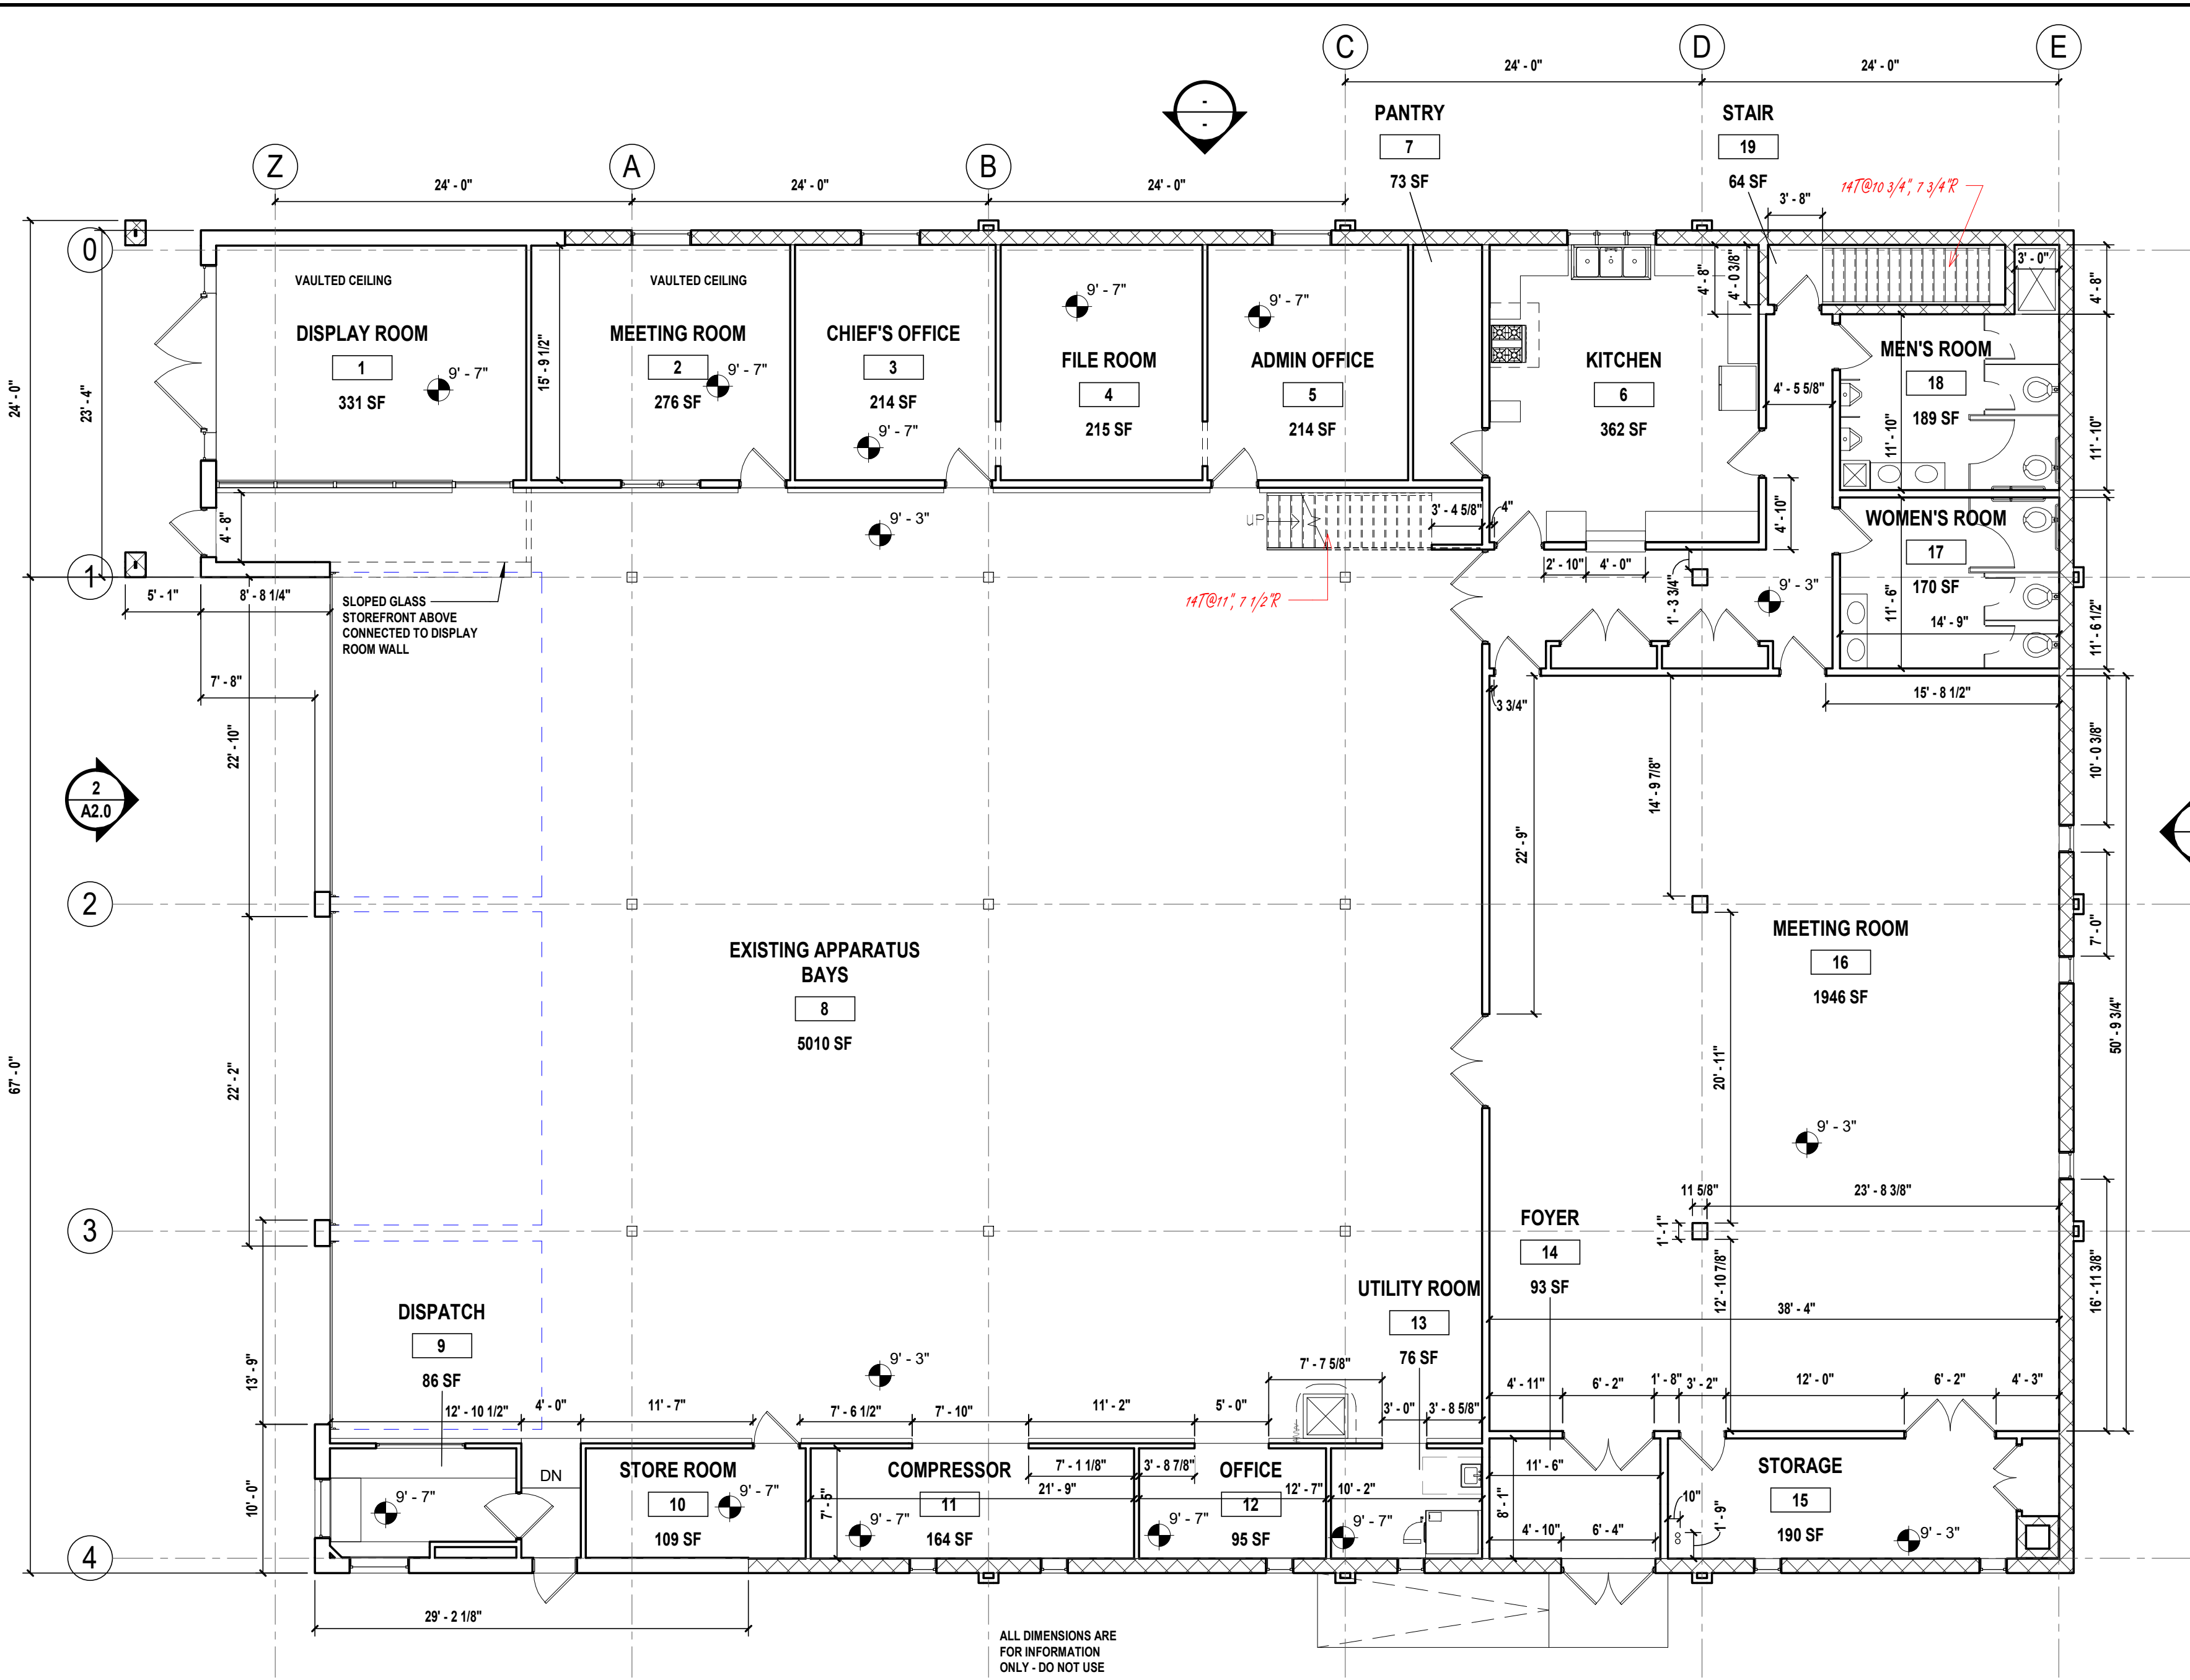 C
D
E
24' - 0"
24' - 0"
-
-
PANTRY
7
73 SF
STAIR
19
64 SF
14T@10 3/4", 7 3/4"R
Z
A
B
24' - 0"
24' - 0"
24' - 0"
3' - 8"
0
VAULTED CEILING
DISPLAY ROOM
1
331 SF
9' - 7"
15' - 9 1/2"
VAULTED CEILING
MEETING ROOM
2
276 SF
9' - 7"
CHIEF'S OFFICE
3
214 SF
9' - 7"
9' - 7"
FILE ROOM
4
215 SF
9' - 7"
ADMIN OFFICE
5
214 SF
KITCHEN
6
362 SF
4' - 8"
4' - 0 3/8"
3' - 0"
4' - 8"
MEN'S ROOM
18
189 SF
4' - 5 5/8"
11' - 10"
11' - 10"
24' - 0"
23' - 4"
4' - 8"
9' - 3"
up
3' - 4 5/8"
4"
4' - 10"
WOMEN'S ROOM
17
170 SF
11' - 6"
14' - 9"
11' - 6 1/2"
1
5' - 1"
8' - 8 1/4"
SLOPED GLASS
STOREFRONT ABOVE
CONNECTED TO DISPLAY
ROOM WALL
14T@11", 7 1/2"R
2' - 10"
4' - 0"
1' - 3 3/4"
9' - 3"
7' - 8"
22' - 10"
3 3/4"
15' - 8 1/2"
10' - 0 3/8"
14' - 9 7/8"
22' - 9"
2
A2.0
2
EXISTING APPARATUS
BAYS
8
5010 SF
MEETING ROOM
16
1946 SF
7' - 0"
50' - 9 3/4"
67' - 0"
22' - 2"
20' - 11"
9' - 3"
11 5/8"
23' - 8 3/8"
3
FOYER
14
93 SF
1' - 1"
12' - 10 7/8"
38' - 4"
16' - 11 3/8"
UTILITY ROOM
13
76 SF
DISPATCH
9
86 SF
13' - 9"
9' - 3"
7' - 7 5/8"
12' - 10 1/2"
4' - 0"
11' - 7"
7' - 6 1/2"
7' - 10"
11' - 2"
5' - 0"
3' - 0"
3' - 8 5/8"
4' - 11"
6' - 2"
1' - 8"
3' - 2"
12' - 0"
6' - 2"
4' - 3"
10' - 0"
9' - 7"
DN
STORE ROOM
10
109 SF
9' - 7"
7' - 5"
COMPRESSOR
11
164 SF
9' - 7"
7' - 1 1/8"
21' - 9"
3' - 8 7/8"
OFFICE
12
95 SF
9' - 7"
12' - 7"
10' - 2"
9' - 7"
11' - 6"
8' - 1"
4' - 10"
6' - 4"
10"
1' - 9"
STORAGE
15
190 SF
9' - 3"
4
29' - 2 1/8"
ALL DIMENSIONS ARE
FOR INFORMATION
ONLY - DO NOT USE